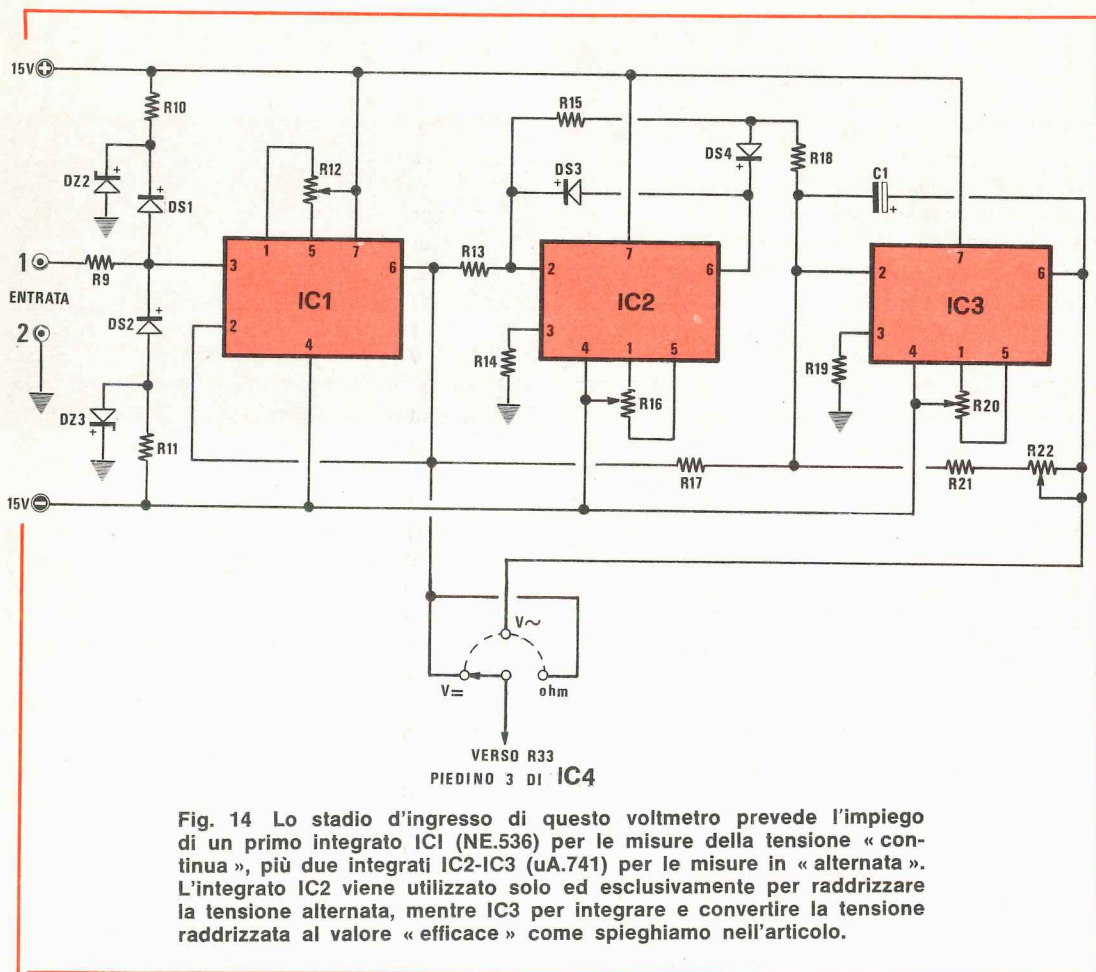 15V +
R10
R15
DS4
R18
DZ2
DS1
R12
DS3
C1
+
1
5
7
7
7
1
R9
3
6
R13
2
6
2
6
ENTRATA
IC1
IC2
IC3
2
DS2
2
3
3
4
R14
4
1
5
R19
4
1
5
DZ3
R16
R20
R11
R17
R21
R22
15V -
V~
V=
ohm
VERSO R33
PIEDINO 3 DI IC4
Fig. 14 Lo stadio d'ingresso di questo voltmetro prevede l'impiego
di un primo integrato ICI (NE.536) per le misure della tensione « con-
tinua », più due integrati IC2-IC3 (uA.741) per le misure in « alternata ».
L'integrato IC2 viene utilizzato solo ed esclusivamente per raddrizzare
la tensione alternata, mentre IC3 per integrare e convertire la tensione
raddrizzata al valore « efficace » come spieghiamo nell'articolo.